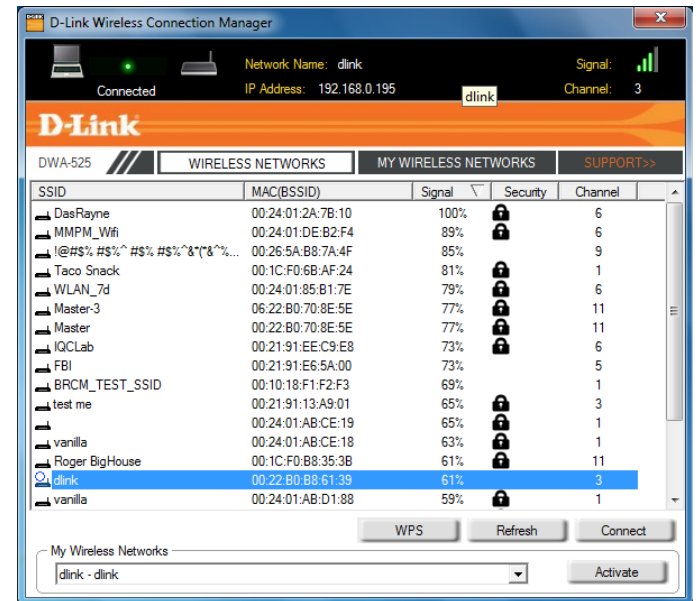 D-Link Wireless Connection Manager
Network Name: dlink Signal:
Connected IP Address: 192.168.0.195 Channel: 3
dlink
D-Link
DWA-525 WIRELESS NETWORKS MY WIRELESS NETWORKS SUPPORT>>
SSID MAC(BSSID) Signal Security Channel
DasRayne 00:24:01:2A:7B:10 100% 6
MMPM_Wifi 00:24:01:DE:B2:F4 89% 6
!@#$% #$%^ #$% #$%^&*(*&^%... 00:26:5A:B8:7A:4F 85% 9
Taco Snack 00:1C:F0:6B:AF:24 81% 1
WLAN_7d 00:24:01:85:B1:7E 79% 6
Master-3 06:22:B0:70:8E:5E 77% 11
Master 00:22:B0:70:8E:5E 77% 11
IQCLab 00:21:91:EE:C9:E8 73% 6
FBI 00:21:91:E6:5A:00 73% 5
BRCM_TEST_SSID 00:10:18:F1:F2:F3 69% 1
test me 00:21:91:13:A9:01 65% 3
00:24:01:AB:CE:19 65% 1
vanilla 00:24:01:AB:CE:18 63% 1
Roger BigHouse 00:1C:F0:B8:35:3B 61% 11
dlink 00:22:B0:B8:61:39 61% 3
vanilla 00:24:01:AB:D1:88 59% 1
WPS Refresh Connect
My Wireless Networks
dlink - dlink Activate